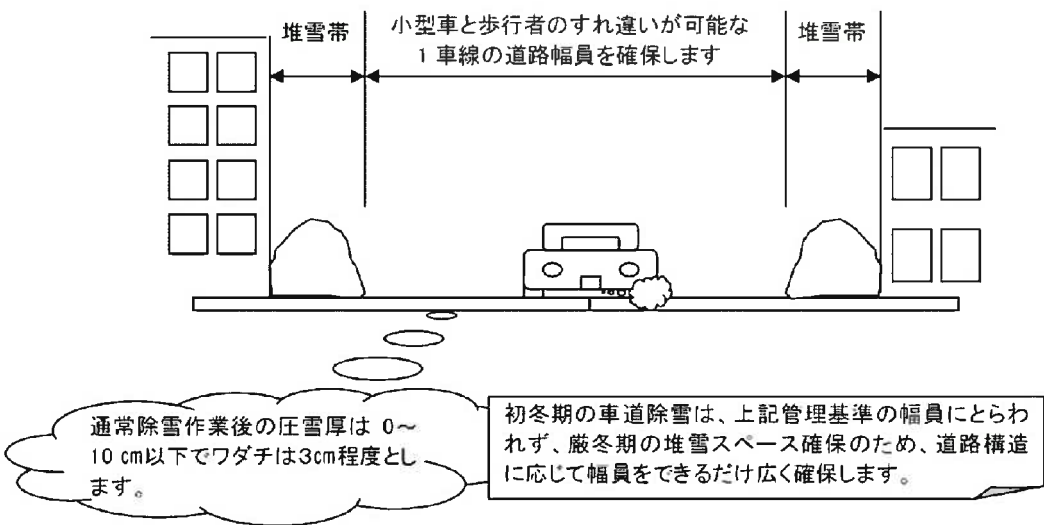 堆雪帯
小型車と歩行者のすれ違いが可能な
1車線の道路幅員を確保します
堆雪帯
通常除雪作業後の圧雪厚は 0～
10 cm以下でワダチは3cm程度とし
ます。
初冬期の車道除雪は、上記管理基準の幅員にとらわ
れず、厳冬期の堆雪スペース確保のため、道路構造
に応じて幅員をできるだけ広く確保します。